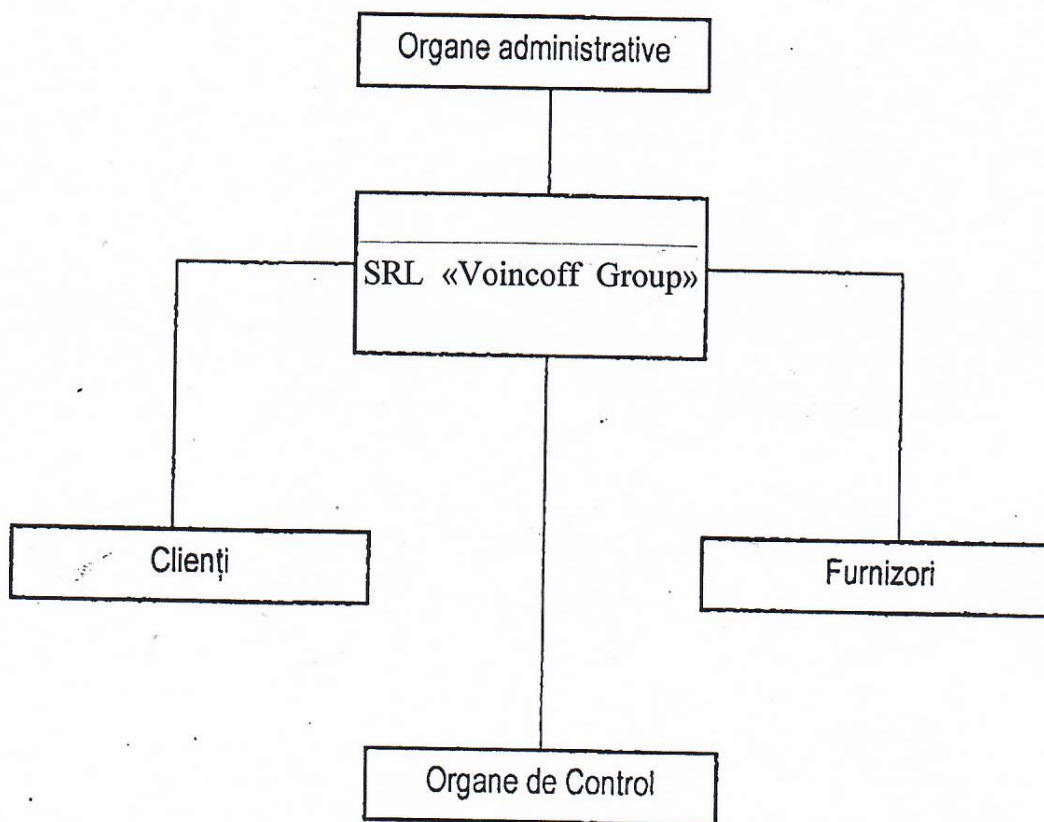 Organe administrative
SRL «Voincoff Group»
Clienți
Furnizori
Organe de Control